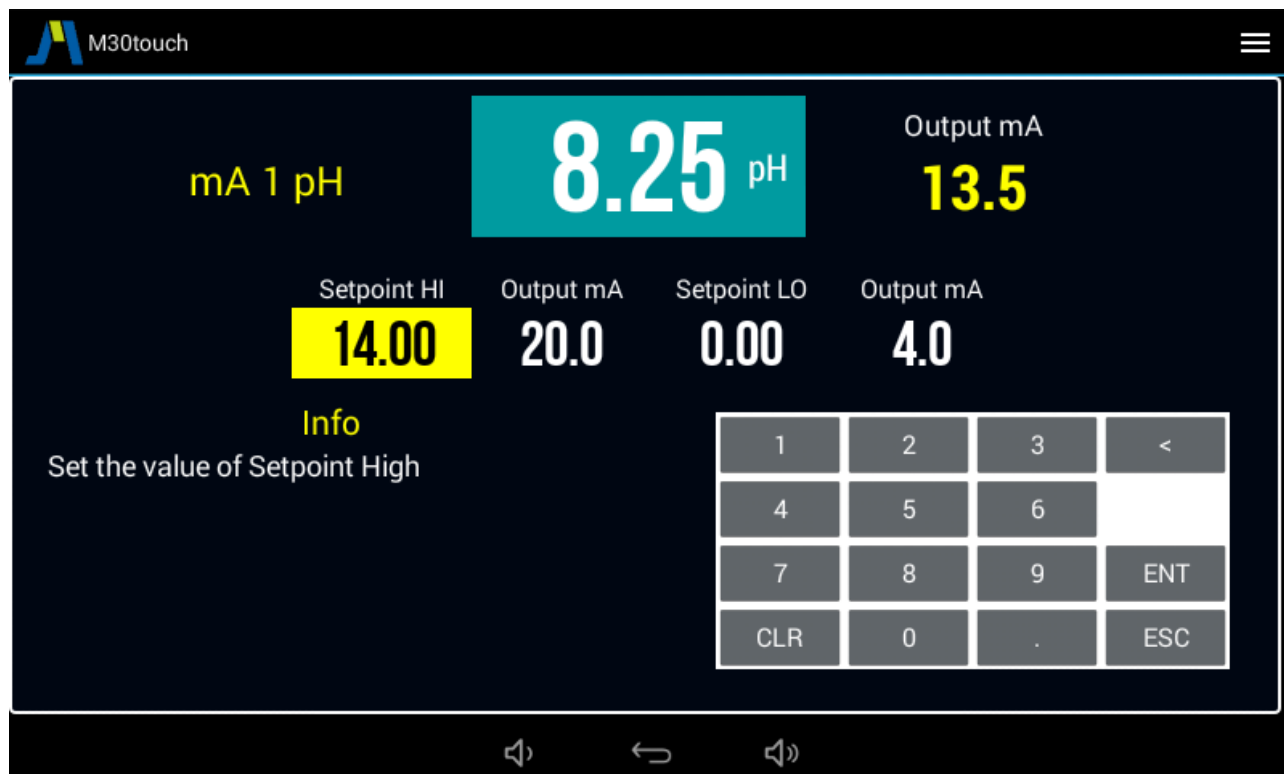 M30touch
mA 1 pH
8.25 pH
Output mA
13.5
Setpoint HI Output mA Setpoint LO Output mA
14.00 20.0 0.00 4.0
Info
Set the value of Setpoint High
1 2 3 <
4 5 6
7 8 9 ENT
CLR 0 . ESC